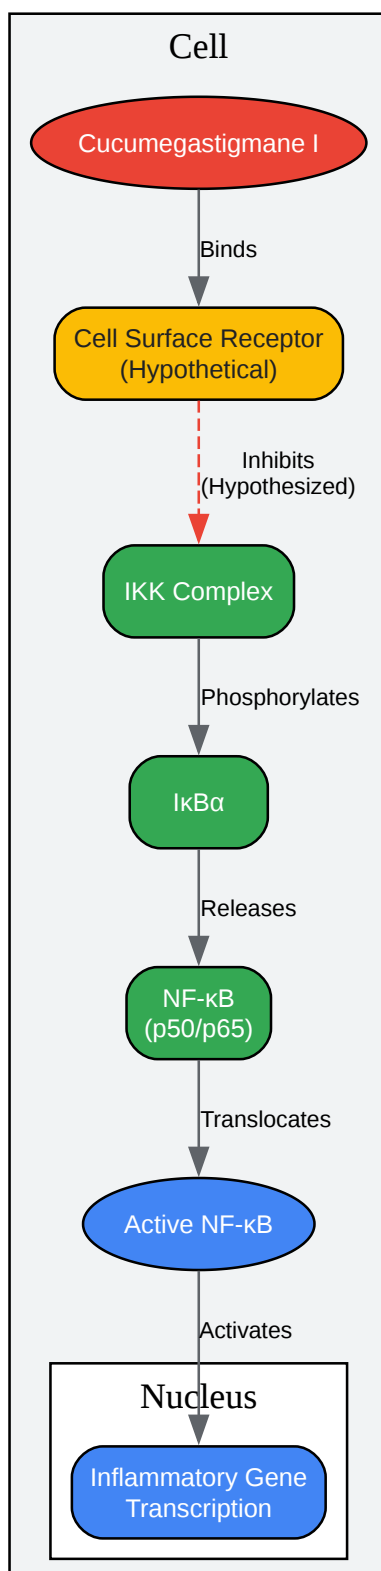 Cell
Cucumegastigmane I
Binds
Cell Surface Receptor
(Hypothetical)
Inhibits
(Hypothesized)
IKK Complex
Phosphorylates
IκBα
Releases
NF-κB
(p50/p65)
Translocates
Active NF-κB
Activates
Nucleus
Inflammatory Gene
Transcription